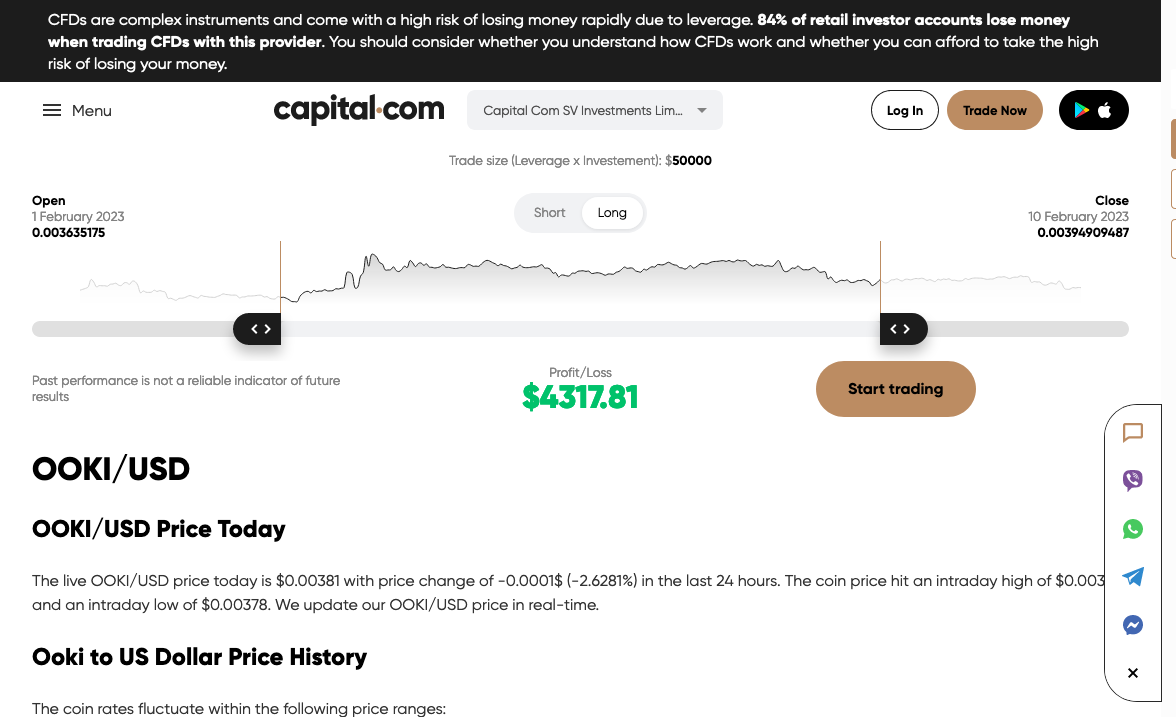 CFDs are complex instruments and come with a high risk of losing money rapidly due to leverage. 84% of retail investor accounts lose money
when trading CFDs with this provider. You should consider whether you understand how CFDs work and whether you can afford to take the high
risk of losing your money.
Menu
capital.com
Capital Com SV Investments Lim...
Log In
Trade Now
Trade size (Leverage x Investement): $50000
Open
1 February 2023
0.003635175
Short
Long
Close
10 February 2023
0.00394909487
Past performance is not a reliable indicator of future
results
Profit/Loss
$4317.81
Start trading
OOKI/USD
OOKI/USD Price Today
The live OOKI/USD price today is $0.00381 with price change of -0.0001$ (-2.6281%) in the last 24 hours. The coin price hit an intraday high of $0.003
and an intraday low of $0.00378. We update our OOKI/USD price in real-time.
Ooki to US Dollar Price History
The coin rates fluctuate within the following price ranges: